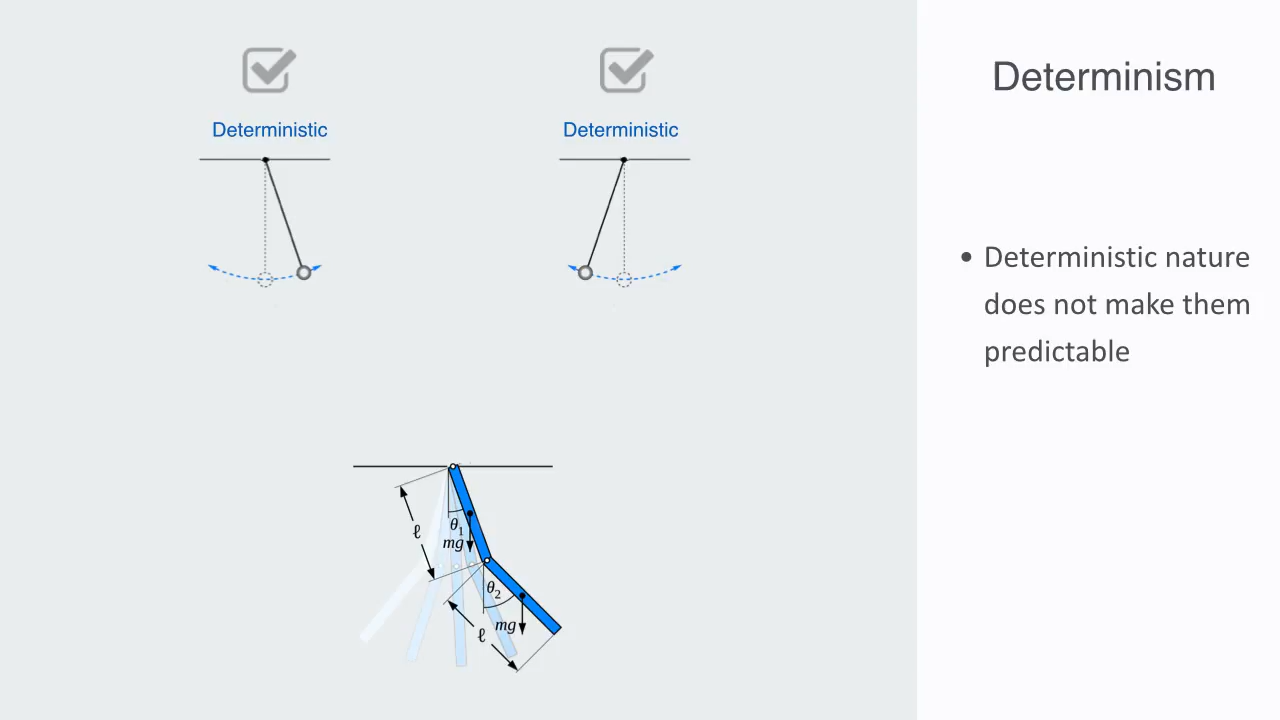 Determinism
Deterministic
Deterministic
• Deterministic nature
does not make them
predictable
θ1
ℓ
mg
θ2
mg
ℓ